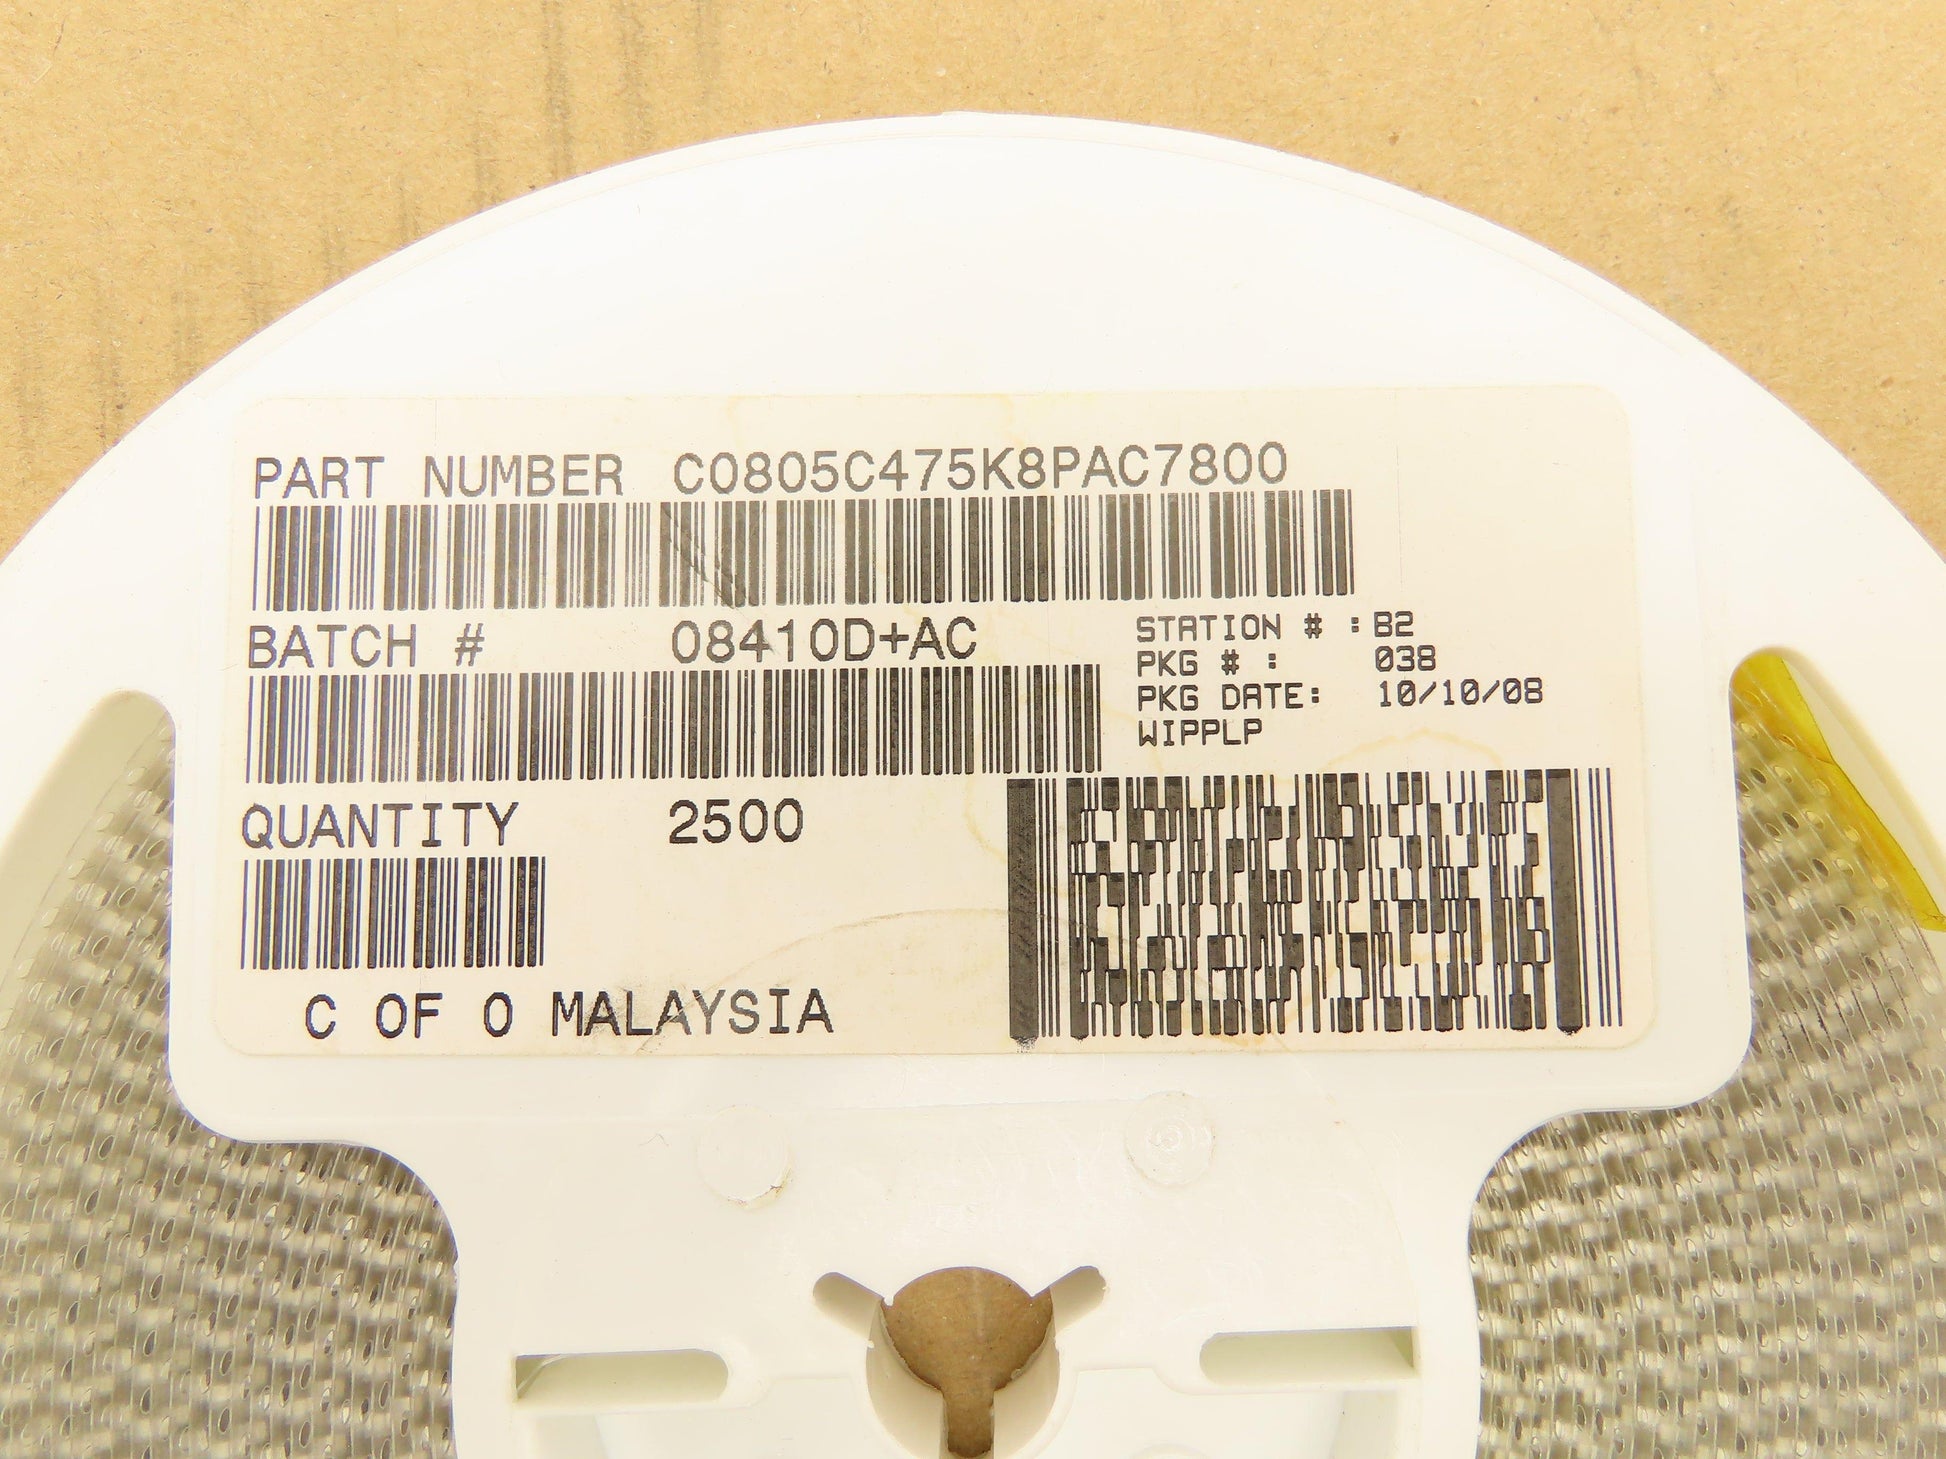 PART NUMBER C0805C475K8PAC7800
BATCH # 08410D+AC
STATION # : B2
PKG # : 038
PKG DATE: 10/10/08
WIPPLP
QUANTITY 2500
C OF O MALAYSIA